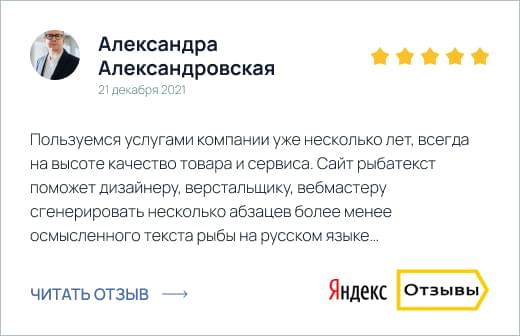 Александра
Александровская
21 декабря 2021
Пользуемся услугами компании уже несколько лет, всегда
на высоте качество товара и сервиса. Сайт рыбатекст
поможет дизайнеру, верстальщику, вебмастеру
сгенерировать несколько абзацев более менее
осмысленного текста рыбы на русском языке...
ЧИТАТЬ ОТЗЫВ
Яндекс Отзывы